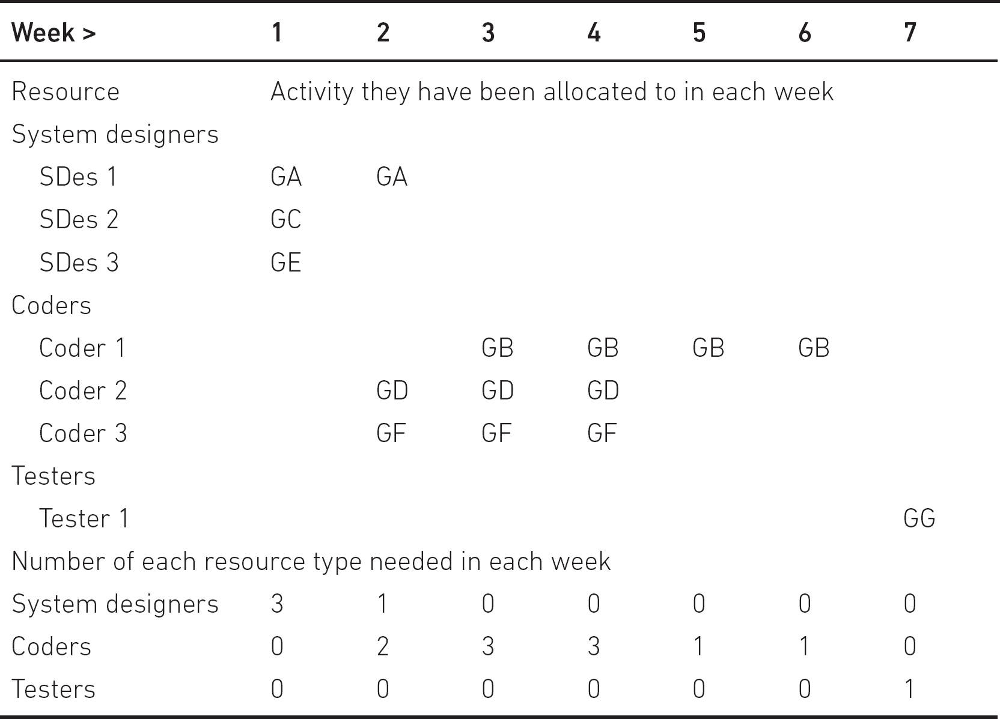 Week > 1 2 3 4 5 6 7
Resource Activity they have been allocated to in each week
System designers
SDes 1 GA GA
SDes 2 GC
SDes 3 GE
Coders
Coder 1 GB GB GB GB
Coder 2 GD GD GD
Coder 3 GF GF GF
Testers
Tester 1 GG
Number of each resource type needed in each week
System designers 3 1 0 0 0 0 0
Coders 0 2 3 3 1 1 0
Testers 0 0 0 0 0 0 1